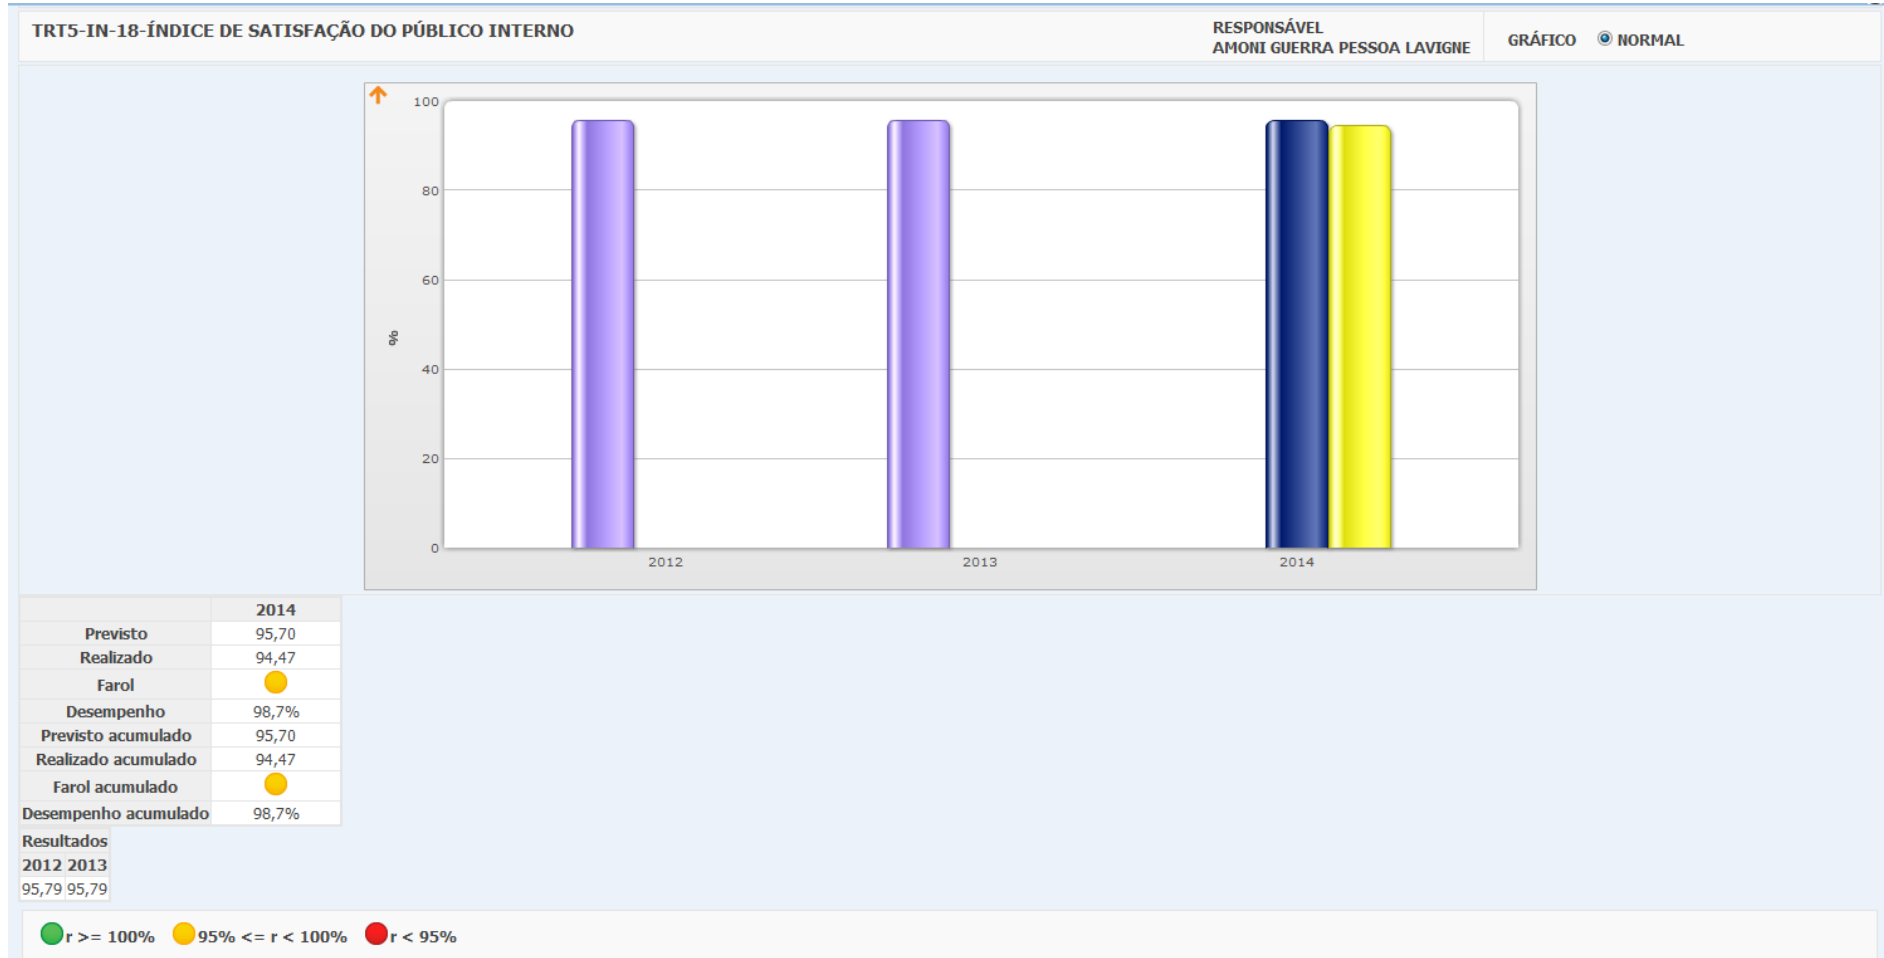 TRT5-IN-18-ÍNDICE DE SATISFAÇÃO DO PÚBLICO INTERNO
RESPONSÁVEL
AMONI GUERRA PESSOA LAVIGNE
GRÁFICO NORMAL
100
80
60
40
20
0
%
2012 2013 2014
2014
Previsto 95,70
Realizado 94,47
Farol
Desempenho 98,7%
Previsto acumulado 95,70
Realizado acumulado 94,47
Farol acumulado
Desempenho acumulado 98,7%
Resultados
2012 2013
95,79 95,79
r >= 100% 95% <= r < 100% r < 95%